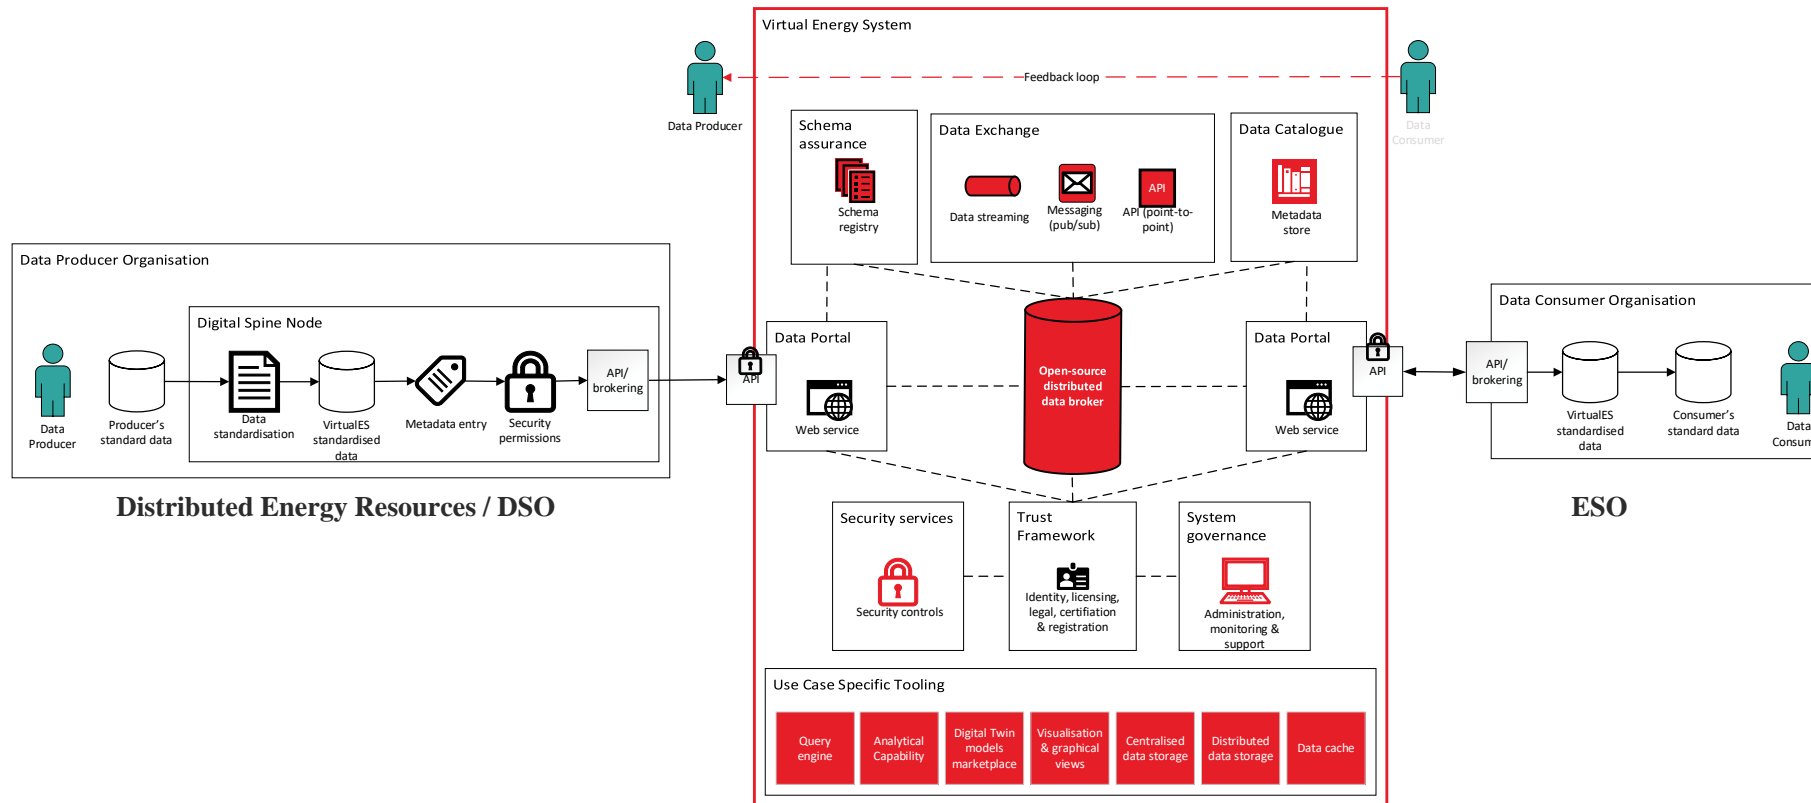 Virtual Energy System
Feedback loop
Data Producer
Data
Consumer
Schema
assurance
Schema
registry
Data Exchange
Data streaming
Messaging
(pub/sub)
API
API (point-to-
point)
Data Catalogue
Metadata
store
Data Producer Organisation
Data
Producer
Producer's
standard data
Digital Spine Node
Data
standardisation
VirtualES
standardised
data
Metadata entry
Security
permissions
API/
brokering
API
Data Portal
Web service
Open-source
distributed
data broker
Data Portal
Web service
API
Data Consumer Organisation
API/
brokering
VirtualES
standardised
data
Consumer's
standard data
Data
Consum
Distributed Energy Resources / DSO
ESO
Security services
Security controls
Trust
Framework
Identity, licensing,
legal, certifiation
& registration
System
governance
Administration,
monitoring &
support
Use Case Specific Tooling
Query
engine
Analytical
Capability
Digital Twin
models
marketplace
Visualisation
& graphical
views
Centralised
data storage
Distributed
data storage
Data cache